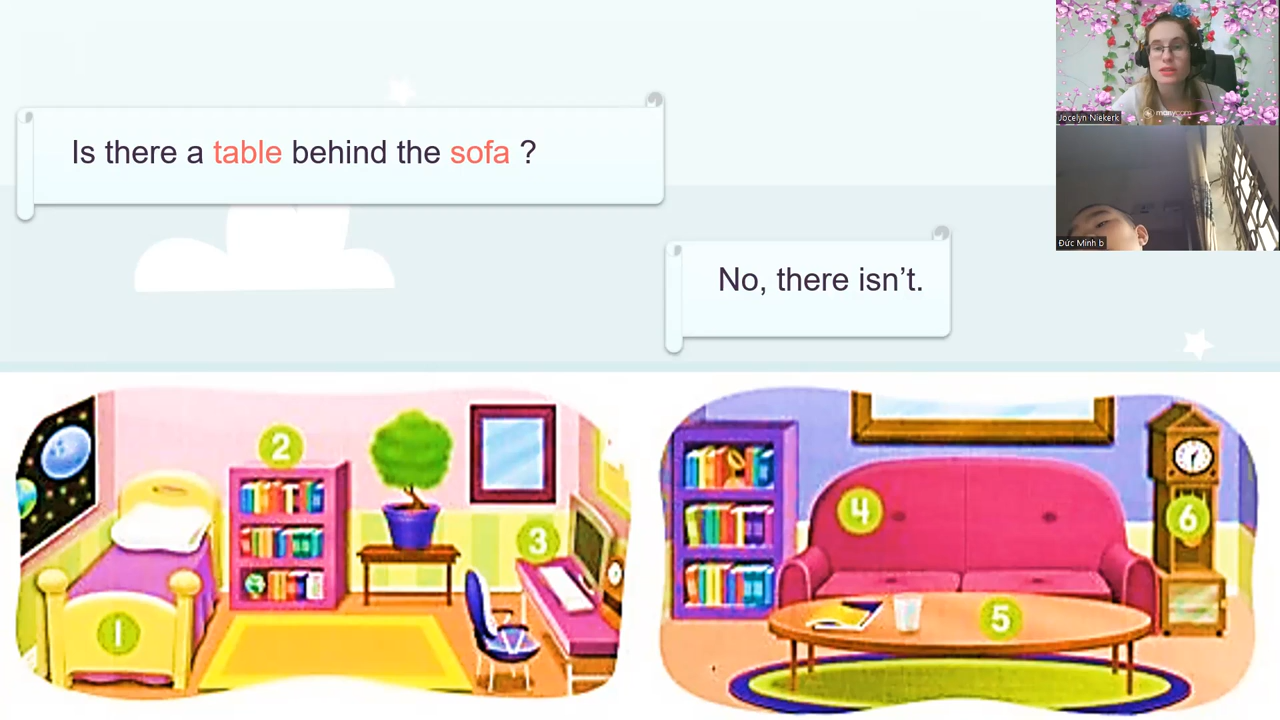 Is there a table behind the sofa ?
No, there isn’t.
Jocelyn Niekerk
manycam
Đức Minh b
1
2
3
4
5
6